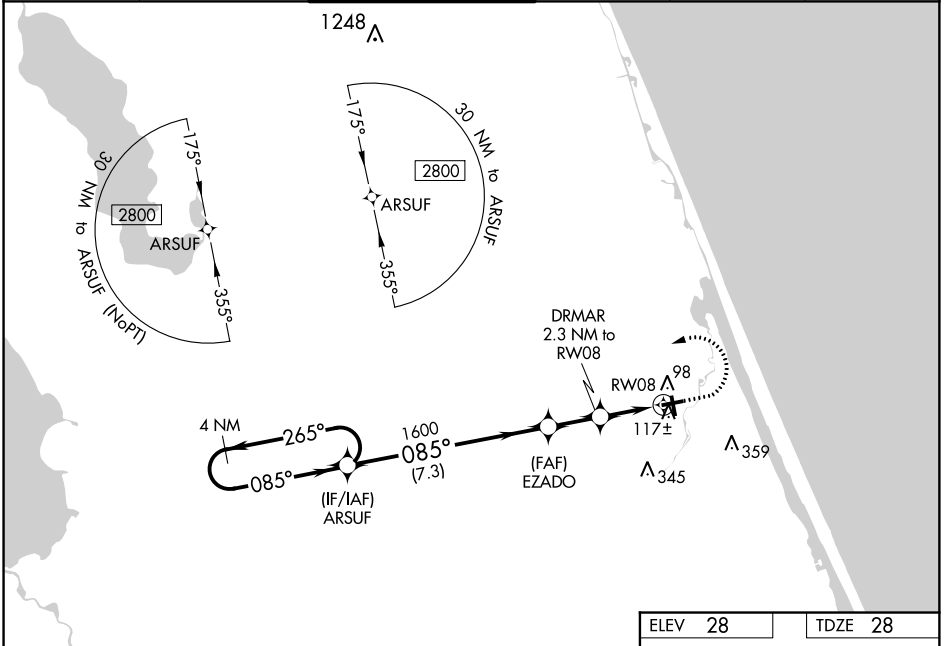 1248
175°
30 NM to ARSUF (NoPT)
2800
ARSUF
355°
175°
30 NM to ARSUF
2800
ARSUF
355°
DRMAR
2.3 NM to
RW08
RW08
98
117±
359
345
4 NM
265°
085°
1600
085°
(7.3)
(IF/IAF)
ARSUF
(FAF)
EZADO
ELEV 28
TDZE 28